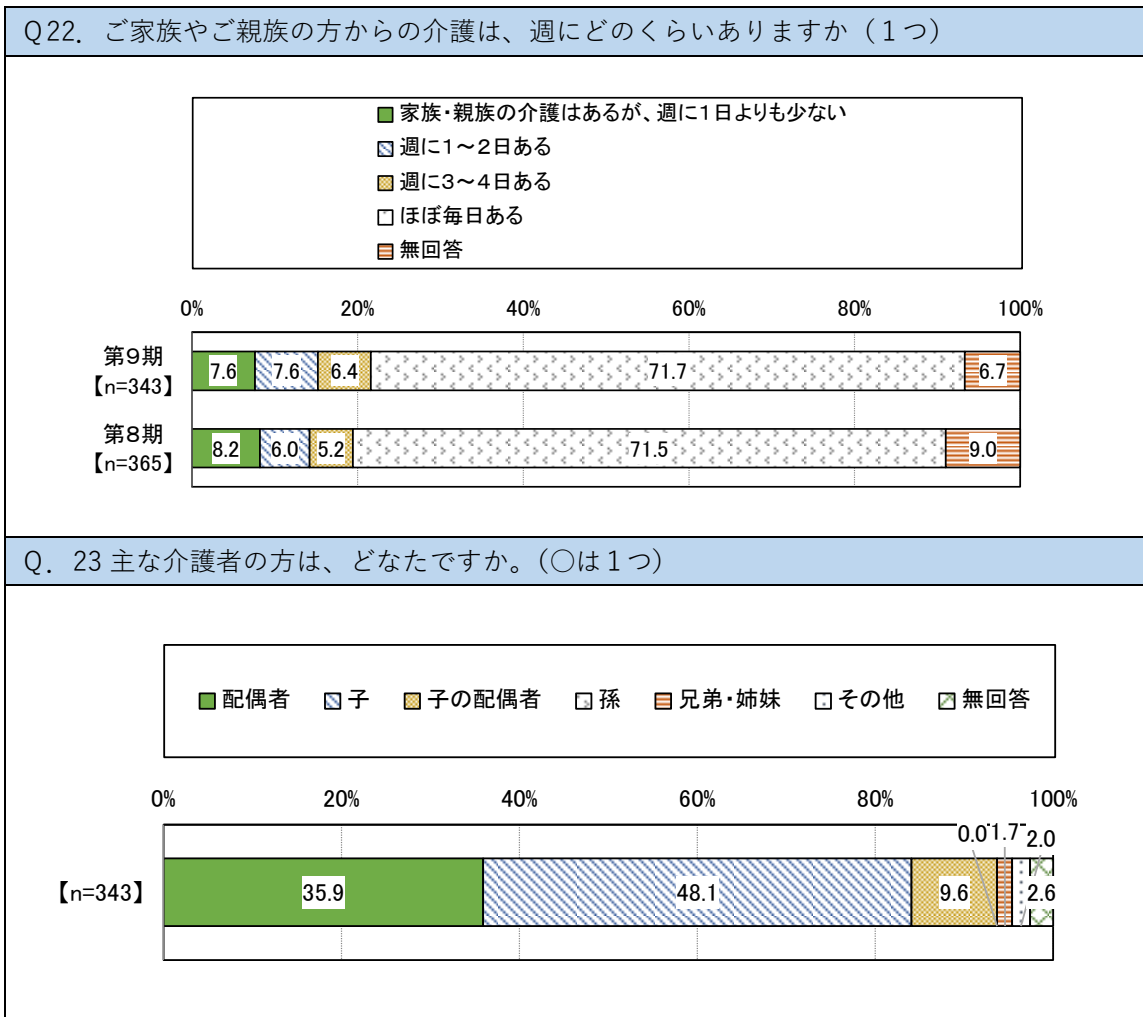 Q22．ご家族やご親族の方からの介護は、週にどのくらいありますか（１つ）
家族・親族の介護はあるが、週に１日よりも少ない
週に１～２日ある
週に３～４日ある
ほぼ毎日ある
無回答
0% 20% 40% 60% 80% 100%
第９期
【n=343】
7.6 7.6 6.4 71.7 6.7
第８期
【n=365】
8.2 6.0 5.2 71.5 9.0
Q．23 主な介護者の方は、どなたですか。（○は１つ）
配偶者 子 子の配偶者 孫 兄弟・姉妹 その他 無回答
0% 20% 40% 60% 80% 100%
0.0 1.7 2.0
【n=343】 35.9 48.1 9.6 2.6